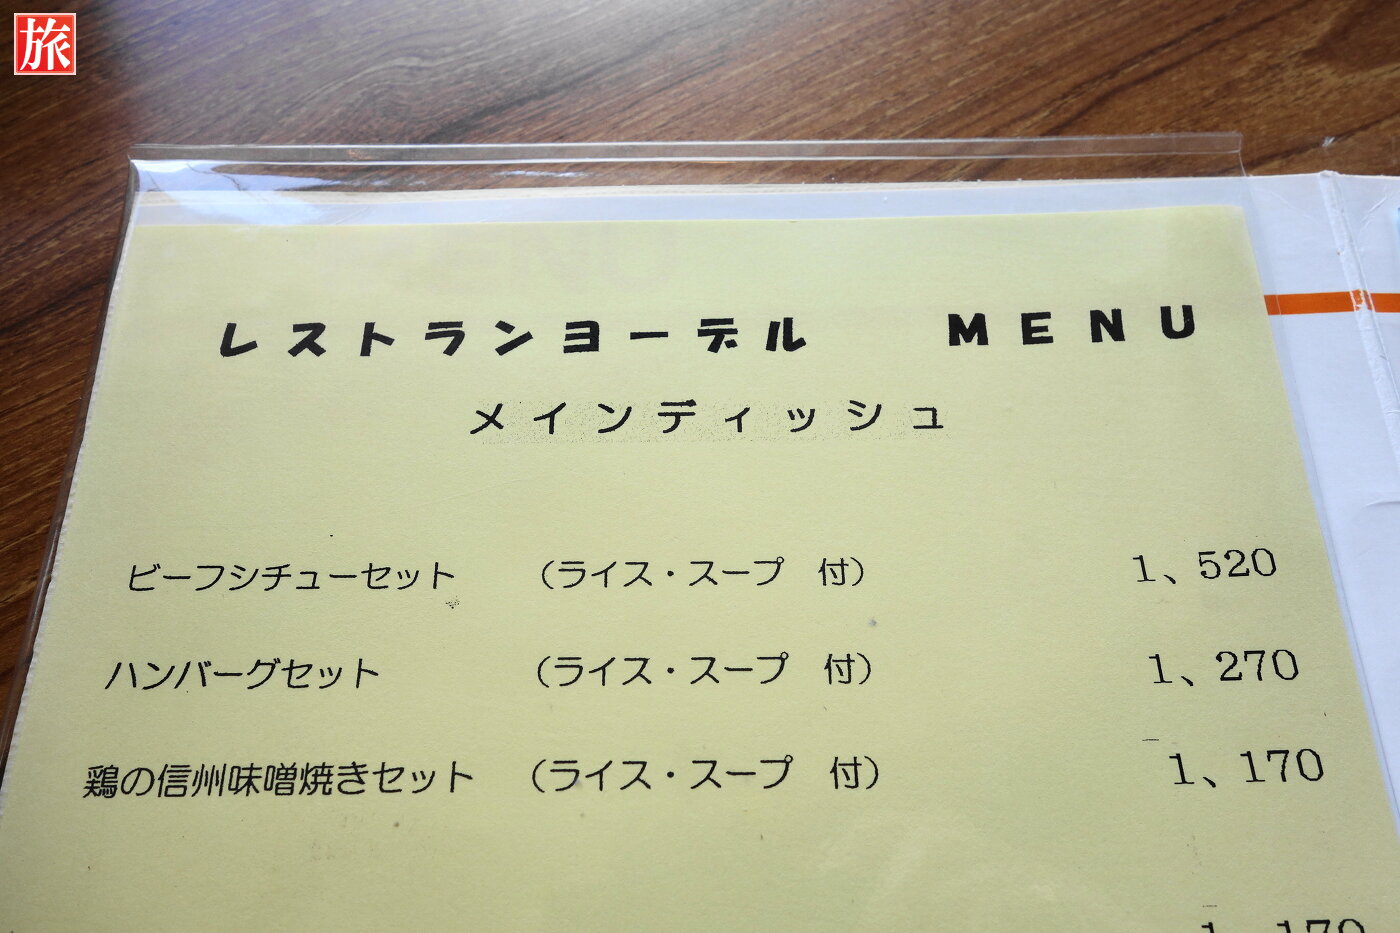 旅
レストランヨーデル　MENU
メインディッシュ
ビーフシチューセット　（ライス・スープ　付）　1、520
ハンバーグセット　（ライス・スープ　付）　1、270
鶏の信州味噌焼きセット　（ライス・スープ　付）　1、170
1、170